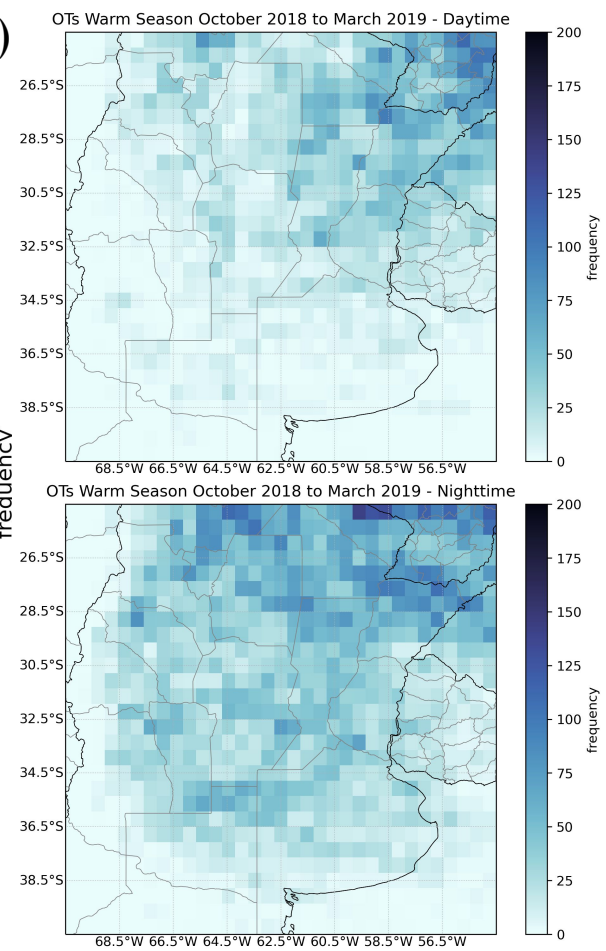 )
OTs Warm Season October 2018 to March 2019 - Daytime
26.5°S
28.5°S
30.5°S
32.5°S
34.5°S
36.5°S
38.5°S
68.5°W 66.5°W 64.5°W 62.5°W 60.5°W 58.5°W 56.5°W
200
175
150
125
100
75
50
25
0
frequency
frequency
OTs Warm Season October 2018 to March 2019 - Nighttime
26.5°S
28.5°S
30.5°S
32.5°S
34.5°S
36.5°S
38.5°S
68.5°W 66.5°W 64.5°W 62.5°W 60.5°W 58.5°W 56.5°W
200
175
150
125
100
75
50
25
0
frequency